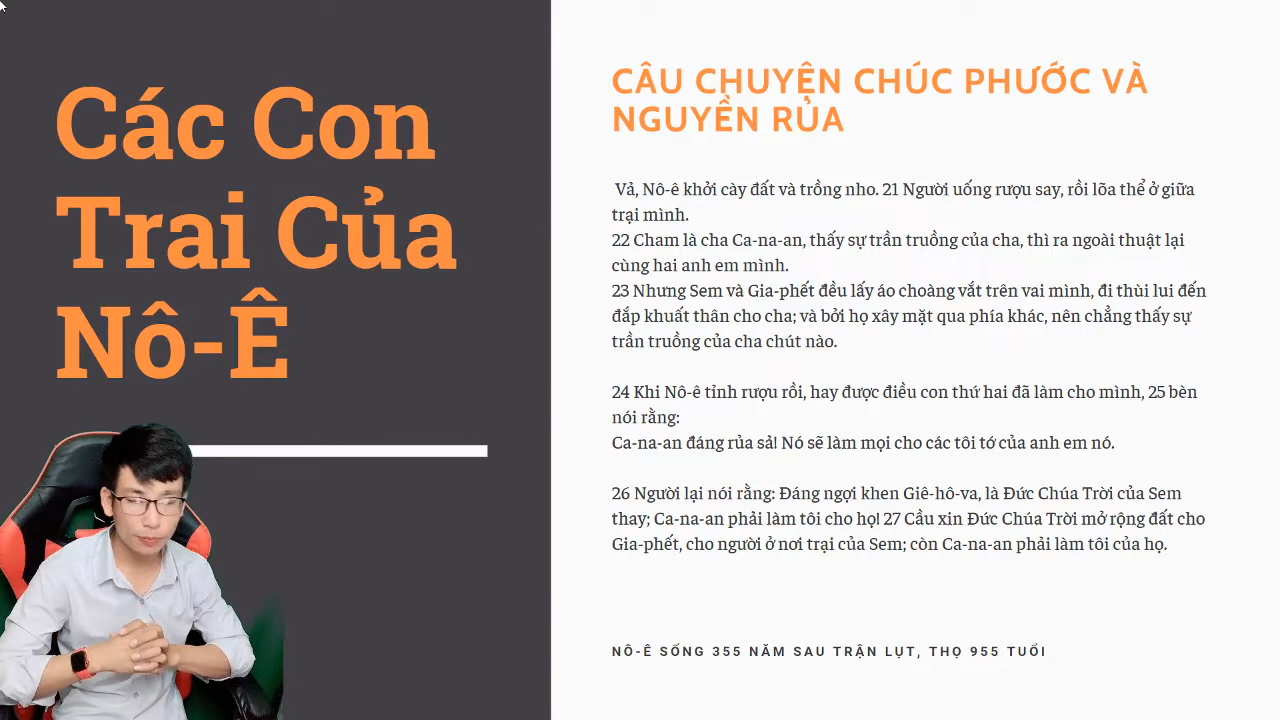 Các Con
Trai Của
Nô-Ê
CÂU CHUYỆN CHÚC PHƯỚC VÀ
NGUYỀN RỦA
Vả, Nô-ê khởi cày đất và trồng nho. 21 Người uống rượu say, rồi lõa thể ở giữa
trại mình.
22 Cham là cha Ca-na-an, thấy sự trần truồng của cha, thì ra ngoài thuật lại
cùng hai anh em mình.
23 Nhưng Sem và Gia-phết đều lấy áo choàng vắt trên vai mình, đi thùi lui đến
đắp khuất thân cho cha; và bởi họ xây mặt qua phía khác, nên chẳng thấy sự
trần truồng của cha chút nào.
24 Khi Nô-ê tỉnh rượu rồi, hay được điều con thứ hai đã làm cho mình, 25 bèn
nói rằng:
Ca-na-an đáng rủa sả! Nó sẽ làm mọi cho các tôi tớ của anh em nó.
26 Người lại nói rằng: Đáng ngợi khen Giê-hô-va, là Đức Chúa Trời của Sem
thay; Ca-na-an phải làm tôi cho họ! 27 Cầu xin Đức Chúa Trời mở rộng đất cho
Gia-phết, cho người ở nơi trại của Sem; còn Ca-na-an phải làm tôi của họ.
NÔ-Ê SỐNG 355 NĂM SAU TRẬN LỤT, THỌ 955 TUỔI